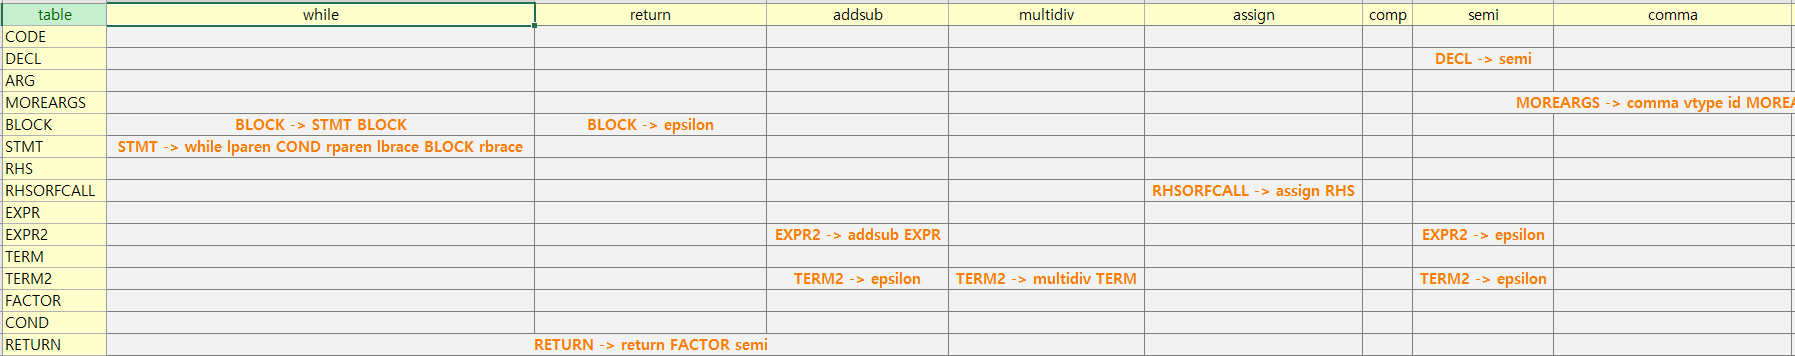 table while return addsub multidiv assign comp semi comma
CODE
DECL DECL -> semi
ARG
MOREARGS MOREARGS -> comma vtype id
BLOCK BLOCK -> STMT BLOCK BLOCK -> epsilon
STMT STMT -> while lparen COND rparen lbrace BLOCK rbrace
RHS
RHSORFCALL RHSORFCALL -> assign RHS
EXPR
EXPR2 EXPR2 -> addsub EXPR EXPR2 -> epsilon
TERM
TERM2 TERM2 -> epsilon TERM2 -> multidiv TERM TERM2 -> epsilon
FACTOR
COND
RETURN RETURN -> return FACTOR semi